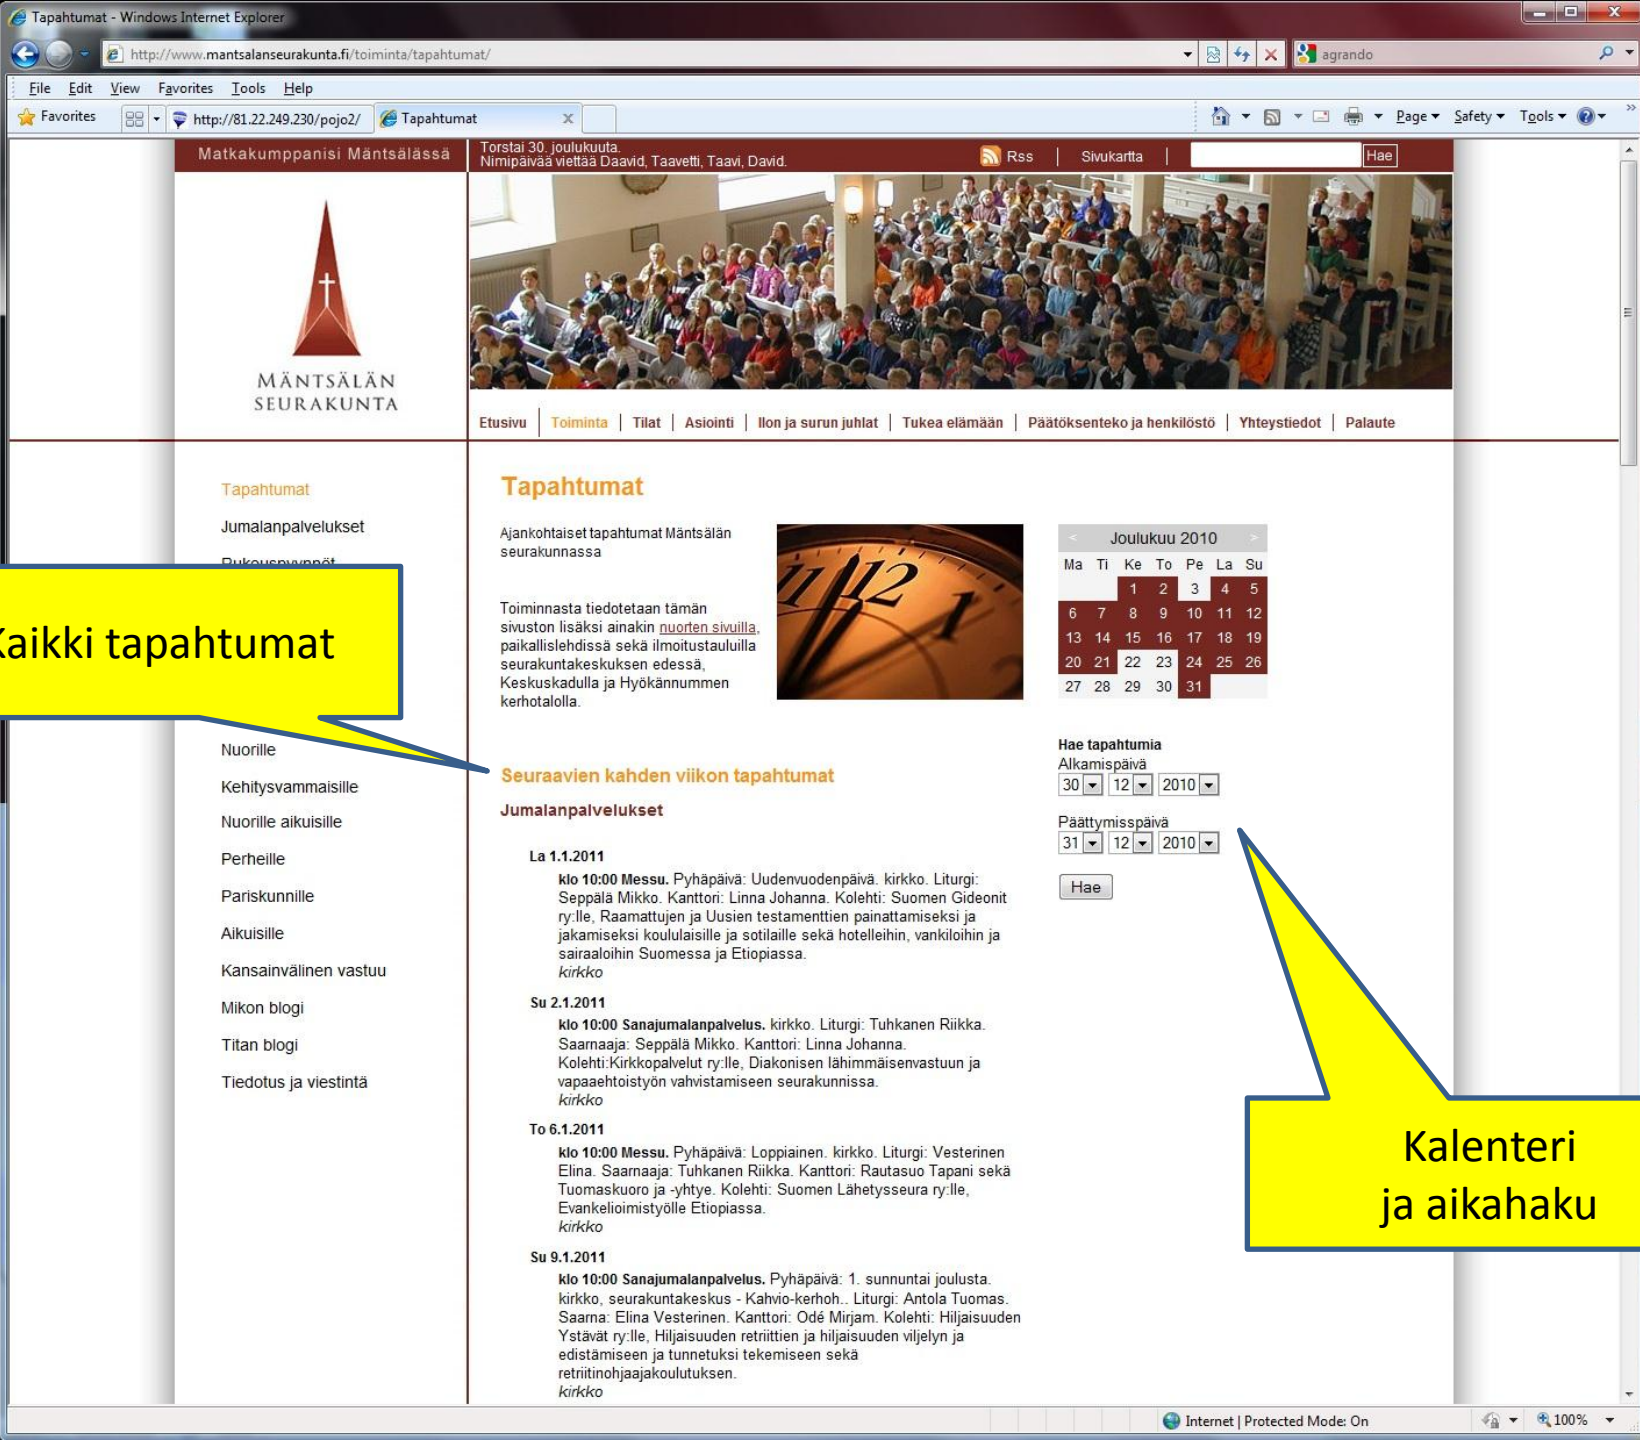 Tapahtumat - Windows Internet Explorer
http://www.mantsalanseurakunta.fi/toiminta/tapahtumat/
agrando
File Edit View Favorites Tools Help
Favorites
http://81.22.249.230/pojo2/
Tapahtumat
Page Safety Tools
Matkakumppanisi Mäntsälässä
Torstai 30. joulukuuta.
Nimipäivää viettää Daavid, Taavetti, Taavi, David.
Rss | Sivukartta | Hae
MÄNTSÄLÄN
SEURAKUNTA
Etusivu | Toiminta | Tilat | Asiointi | Ilon ja surun juhlat | Tukea elämään | Päätöksenteko ja henkilöstö | Yhteystiedot | Palaute
Tapahtumat
Jumalanpalvelukset
Rukouspyynnöt
Kaikki tapahtumat
Nuorille
Kehitysvammaisille
Nuorille aikuisille
Perheille
Pariskunnille
Aikuisille
Kansainvälinen vastuu
Mikon blogi
Titan blogi
Tiedotus ja viestintä
Tapahtumat
Ajankohtaiset tapahtumat Mäntsälän
seurakunnassa
Toiminnasta tiedotetaan tämän
sivuston lisäksi ainakin nuorten sivuilla,
paikallislehdissä sekä ilmoitustauluilla
seurakuntakeskuksen edessä,
Keskuskadulla ja Hyökännummen
kerhotalolla.
11 12 1
< Joulukuu 2010 >
Ma Ti Ke To Pe La Su
1 2 3 4 5
6 7 8 9 10 11 12
13 14 15 16 17 18 19
20 21 22 23 24 25 26
27 28 29 30 31
Hae tapahtumia
Alkamispäivä
30 12 2010
Päättymisspäivä
31 12 2010
Hae
Seuraavien kahden viikon tapahtumat
Jumalanpalvelukset
La 1.1.2011
klo 10:00 Messu. Pyhäpäivä: Uudenvuodenpäivä. kirkko. Liturgi:
Seppälä Mikko. Kanttori: Linna Johanna. Kolehti: Suomen Gideonit
ry:lle, Raamattujen ja Uusien testamenttien painattamiseksi ja
jakamiseksi koululaisille ja sotilaille sekä hotelleihin, vankiloihin ja
sairaaloihin Suomessa ja Etiopiassa.
kirkko
Su 2.1.2011
klo 10:00 Sanajumalanpalvelus. kirkko. Liturgi: Tuhkanen Riikka.
Saarnaaja: Seppälä Mikko. Kanttori: Linna Johanna.
Kolehti:Kirkkopalvelut ry:lle, Diakonisen lähimmäisenvastuun ja
vapaaehtoistyön vahvistamiseen seurakunnissa.
kirkko
To 6.1.2011
klo 10:00 Messu. Pyhäpäivä: Loppiainen. kirkko. Liturgi: Vesterinen
Elina. Saarnaaja: Tuhkanen Riikka. Kanttori: Rautasuo Tapani sekä
Tuomaskuoro ja -yhtye. Kolehti: Suomen Lähetysseura ry:lle,
Evankelioimistyölle Etiopiassa.
kirkko
Su 9.1.2011
klo 10:00 Sanajumalanpalvelus. Pyhäpäivä: 1. sunnuntai joulusta.
kirkko, seurakuntakeskus - Kahvio-kerhoh.. Liturgi: Antola Tuomas.
Saarna: Elina Vesterinen. Kanttori: Odé Mirjam. Kolehti: Hiljaisuuden
Ystävät ry:lle, Hiljaisuuden retriittien ja hiljaisuuden viljelyn ja
edistämiseen ja tunnetuksi tekemiseen sekä
retriitinohjaajakoulutuksen.
kirkko
Kalenteri
ja aikahaku
Internet | Protected Mode: On
100%